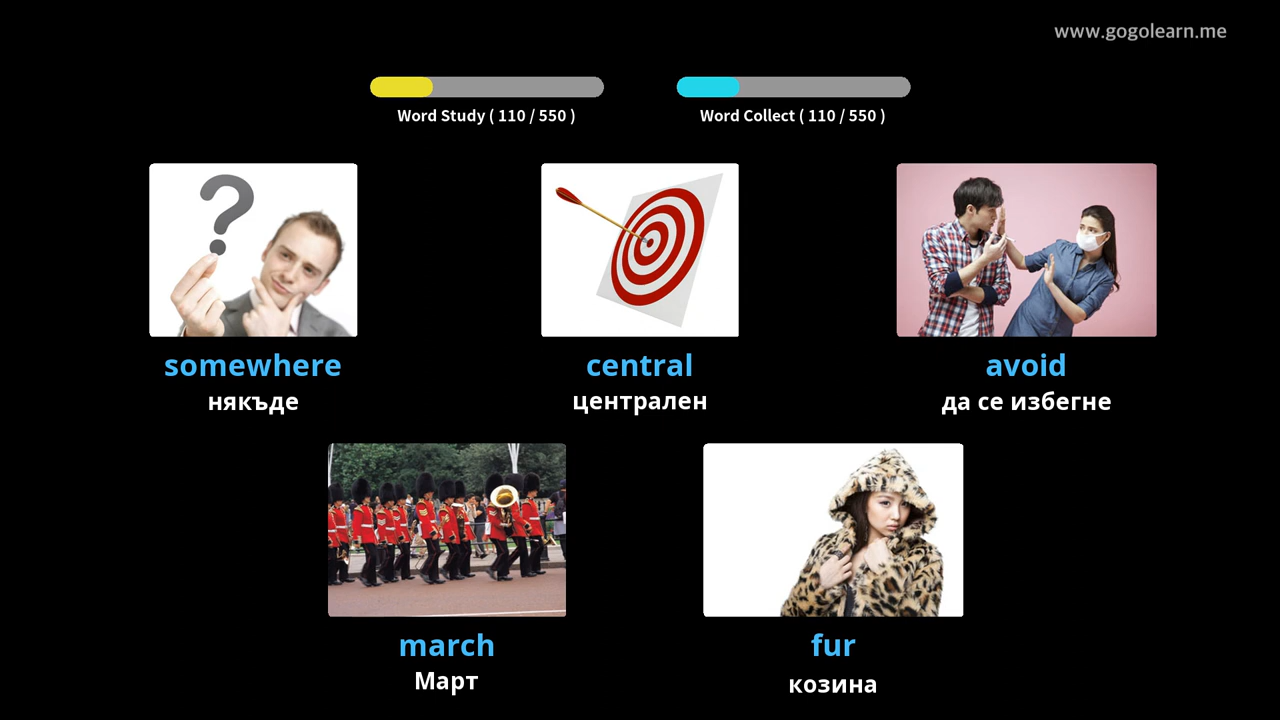 www.gogolearn.me
Word Study ( 110 / 550 )
Word Collect ( 110 / 550 )
?
somewhere
някъде
central
централен
avoid
да се избегне
march
Март
fur
козина